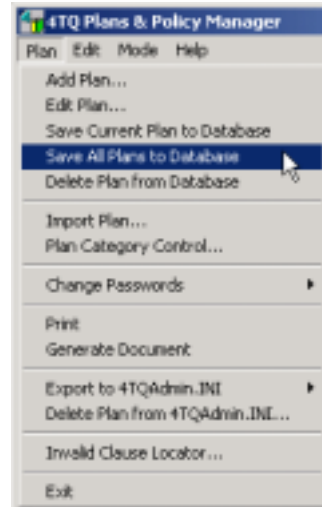 4TQ Plans & Policy Manager
Plan Edit Mode Help
Add Plan...
Edit Plan...
Save Current Plan to Database
Save All Plans to Database
Delete Plan from Database
Import Plan...
Plan Category Control...
Change Passwords
Print
Generate Document
Export to 4TQAdmin.INI
Delete Plan from 4TQAdmin.INI...
Invalid Clause Locator...
Exit